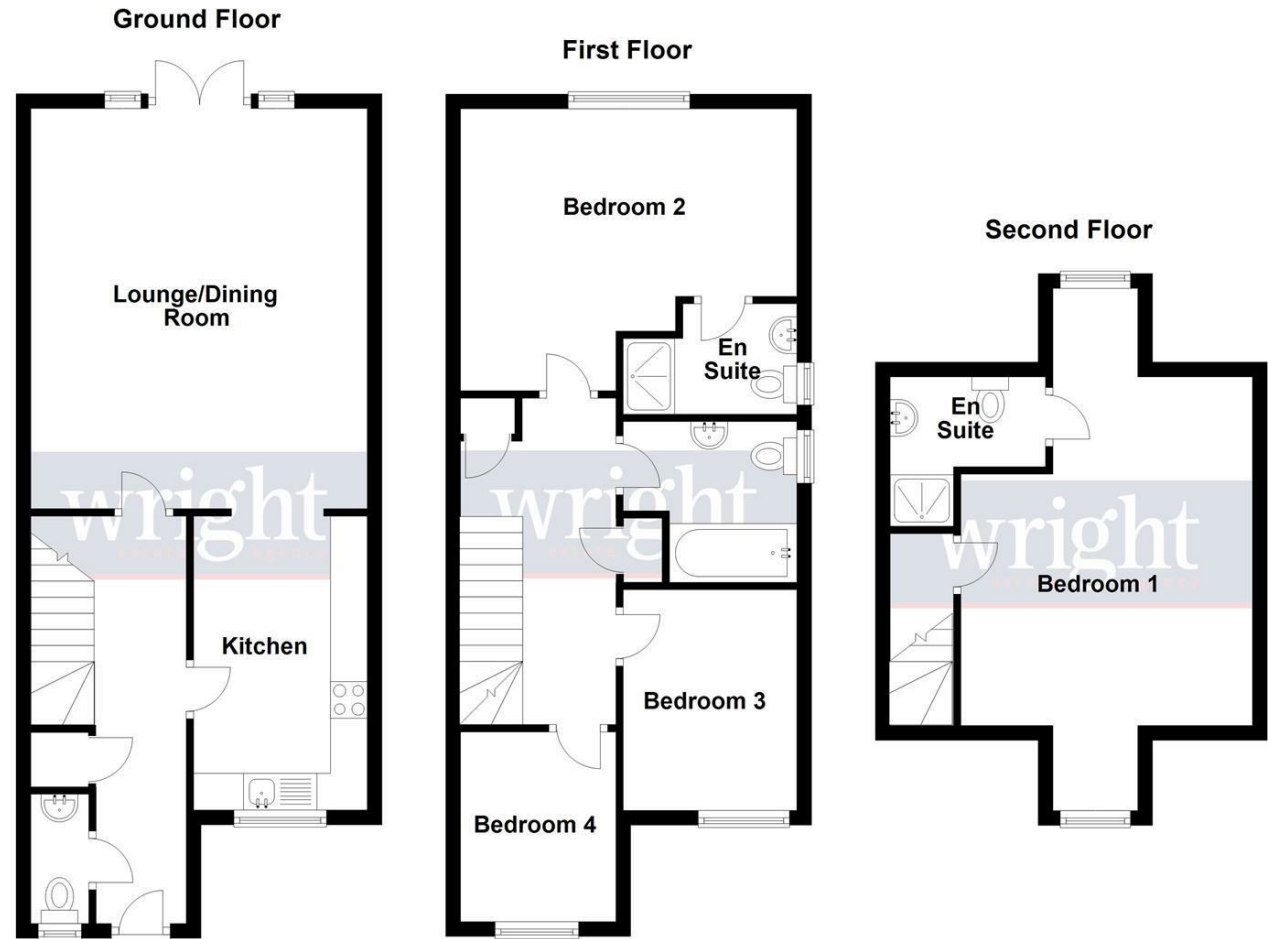 Ground Floor
Lounge/Dining
Room
wright
Kitchen
First Floor
Bedroom 2
En
Suite
wright
Bedroom 3
Bedroom 4
Second Floor
En
Suite
wright
Bedroom 1